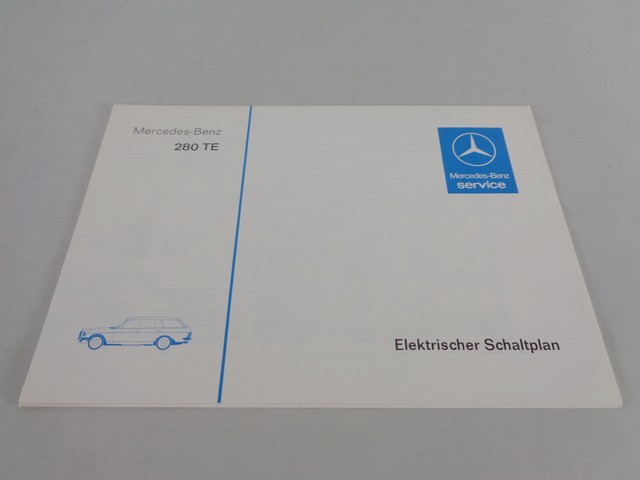 Mercedes-Benz
280 TE
Mercedes-Benz
service
Elektrischer Schaltplan